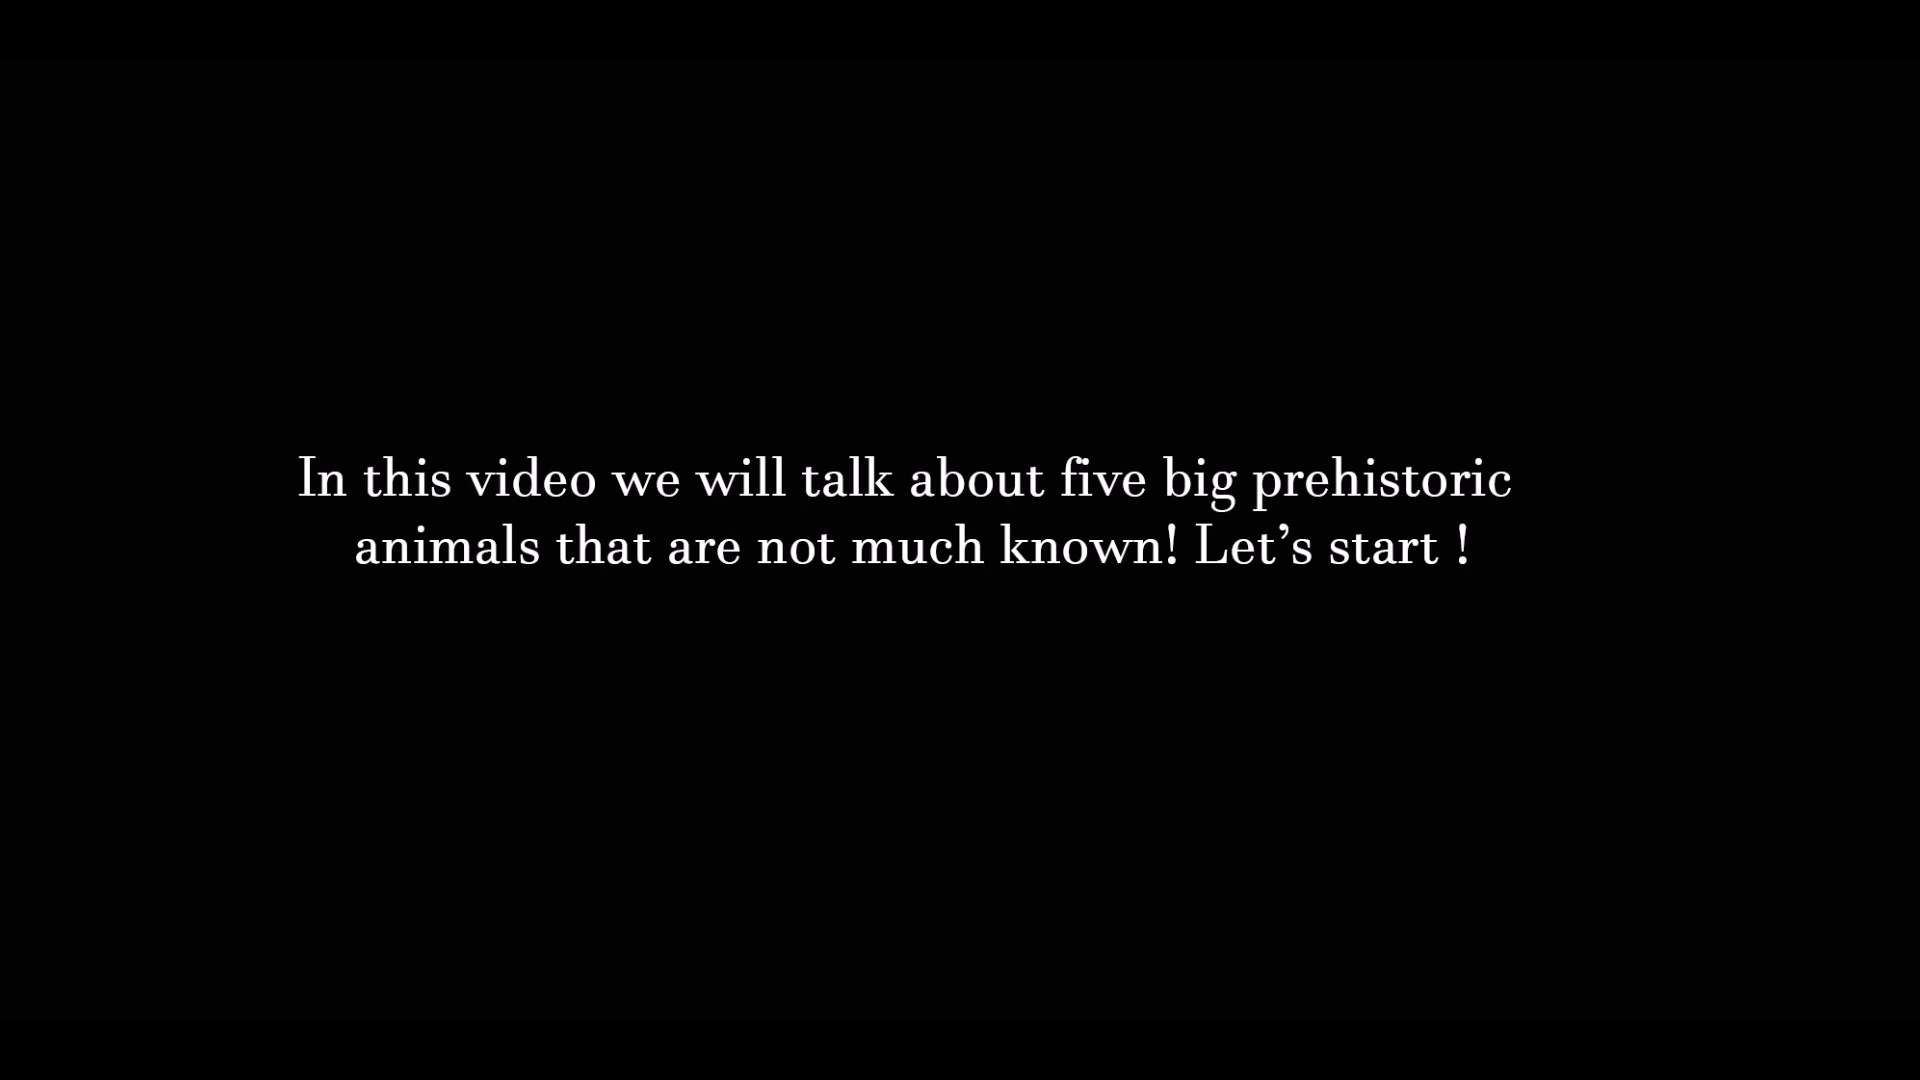 In this video we will talk about five big prehistoric
animals that are not much known! Let’s start !